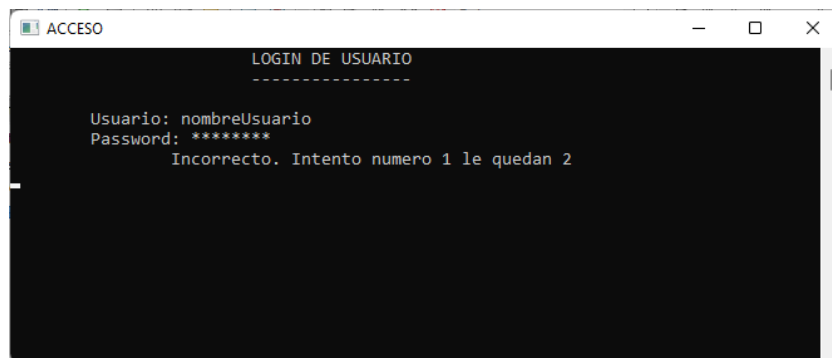 ACCESO
LOGIN DE USUARIO
----------------
Usuario: nombreUsuario
Password: ********
Incorrecto. Intento numero 1 le quedan 2